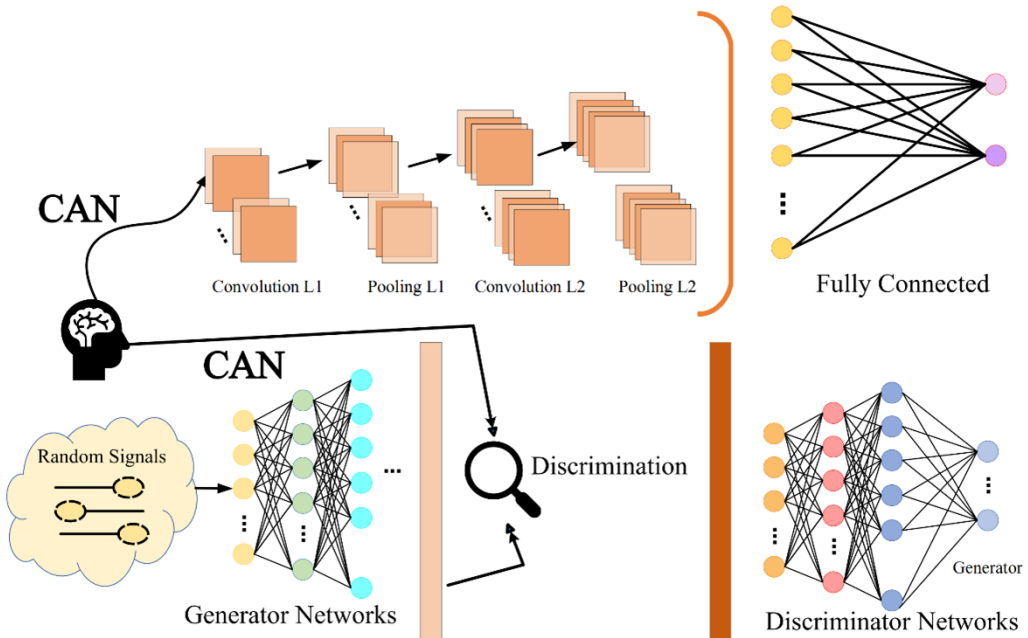 CAN
Convolution L1
Pooling L1
Convolution L2
Pooling L2
Fully Connected
CAN
Random Signals
Discrimination
Generator Networks
Generator
Discriminator Networks